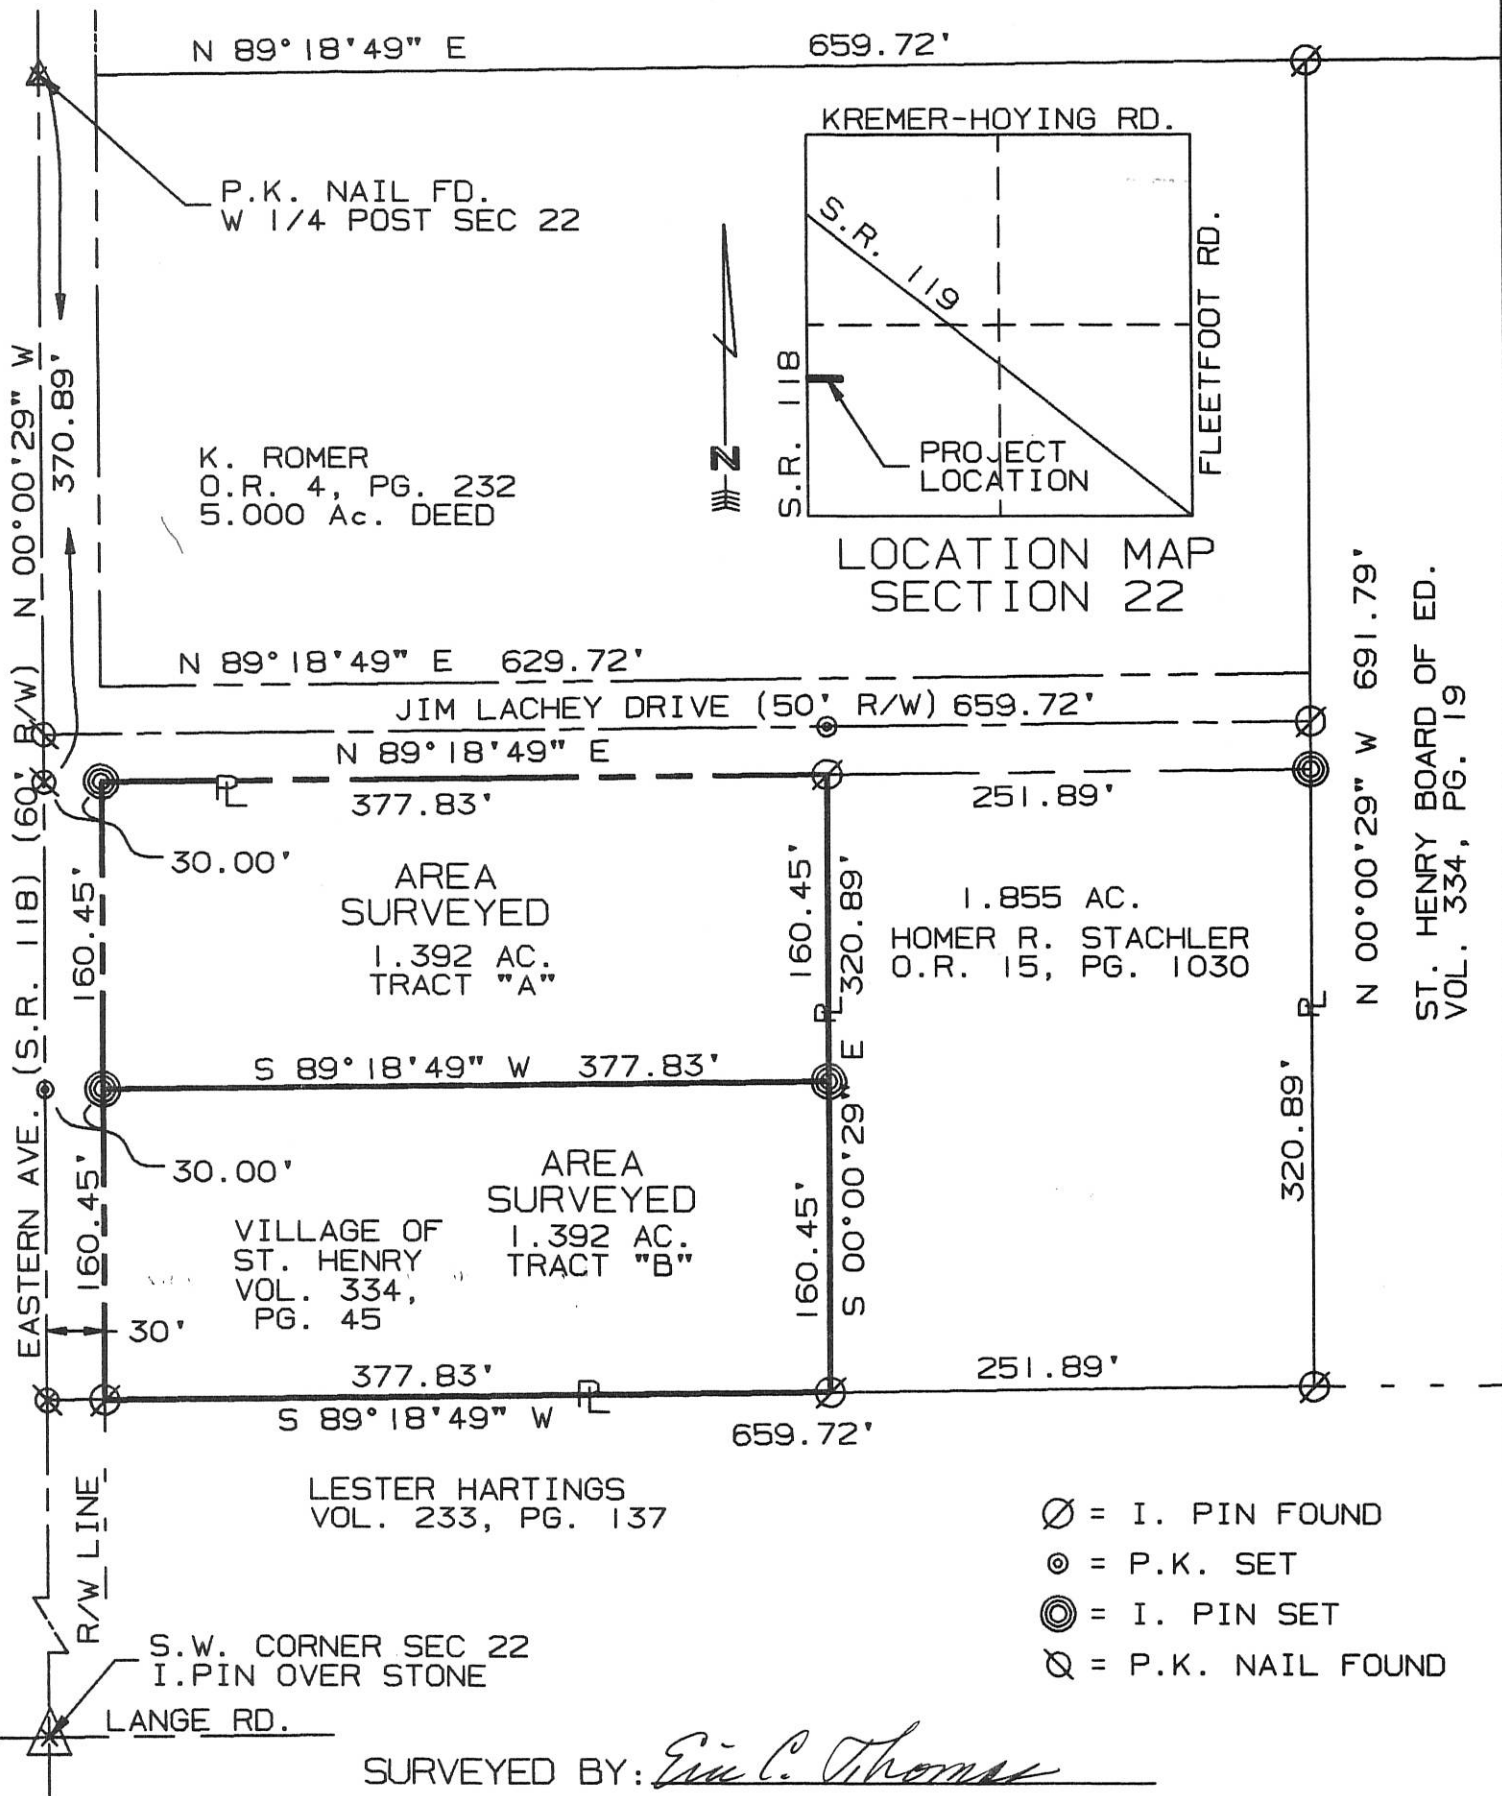 N 89°18'49" E 659.72'
KREMER-HOYING RD.
P.K. NAIL FD.
W 1/4 POST SEC 22
S.R. 119
FLEETFOOT RD.
S.R. 118
PROJECT
LOCATION
N
LOCATION MAP
SECTION 22
N 00°00'29" W
370.89'
K. ROMER
O.R. 4, PG. 232
5.000 Ac. DEED
N 89°18'49" E 629.72'
JIM LACHEY DRIVE (50' R/W) 659.72'
N 89°18'49" E
N 00°00'29" W 691.79'
ST. HENRY BOARD OF ED.
VOL. 334, PG. 19
EASTERN AVE. (S.R. 118) (60' R/W)
PL
377.83'
251.89'
30.00'
160.45'
AREA
SURVEYED
1.392 AC.
TRACT "A"
160.45'
320.89'
1.855 AC.
HOMER R. STACHLER
O.R. 15, PG. 1030
PL
PL
S 89°18'49" W 377.83'
30.00'
160.45'
AREA
SURVEYED
1.392 AC.
TRACT "B"
VILLAGE OF
ST. HENRY
VOL. 334,
PG. 45
160.45'
S 00°00'29" E
320.89'
30'
377.83'
PL
251.89'
S 89°18'49" W
659.72'
LESTER HARTINGS
VOL. 233, PG. 137
R/W LINE
= I. PIN FOUND
= P.K. SET
= I. PIN SET
= P.K. NAIL FOUND
S.W. CORNER SEC 22
I.PIN OVER STONE
LANGE RD.
SURVEYED BY: Eric C. Thomas